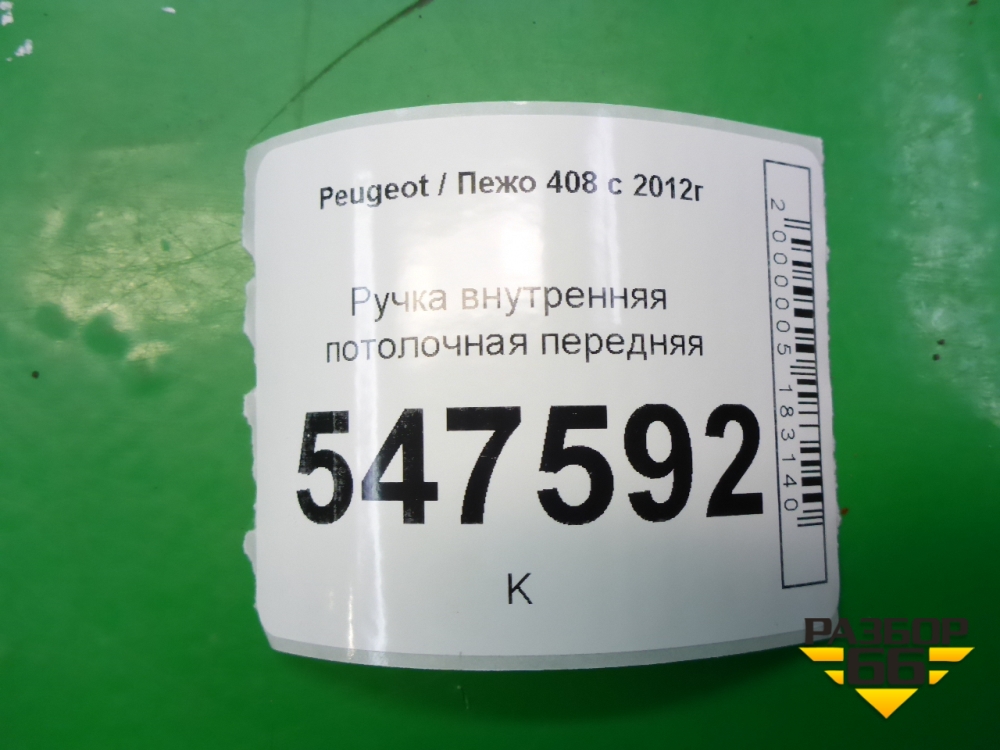 Peugeot / Пежо 408 с 2012г
Ручка внутренняя
потолочная передняя
547592
К
2000005183140
РАЗБОР
66